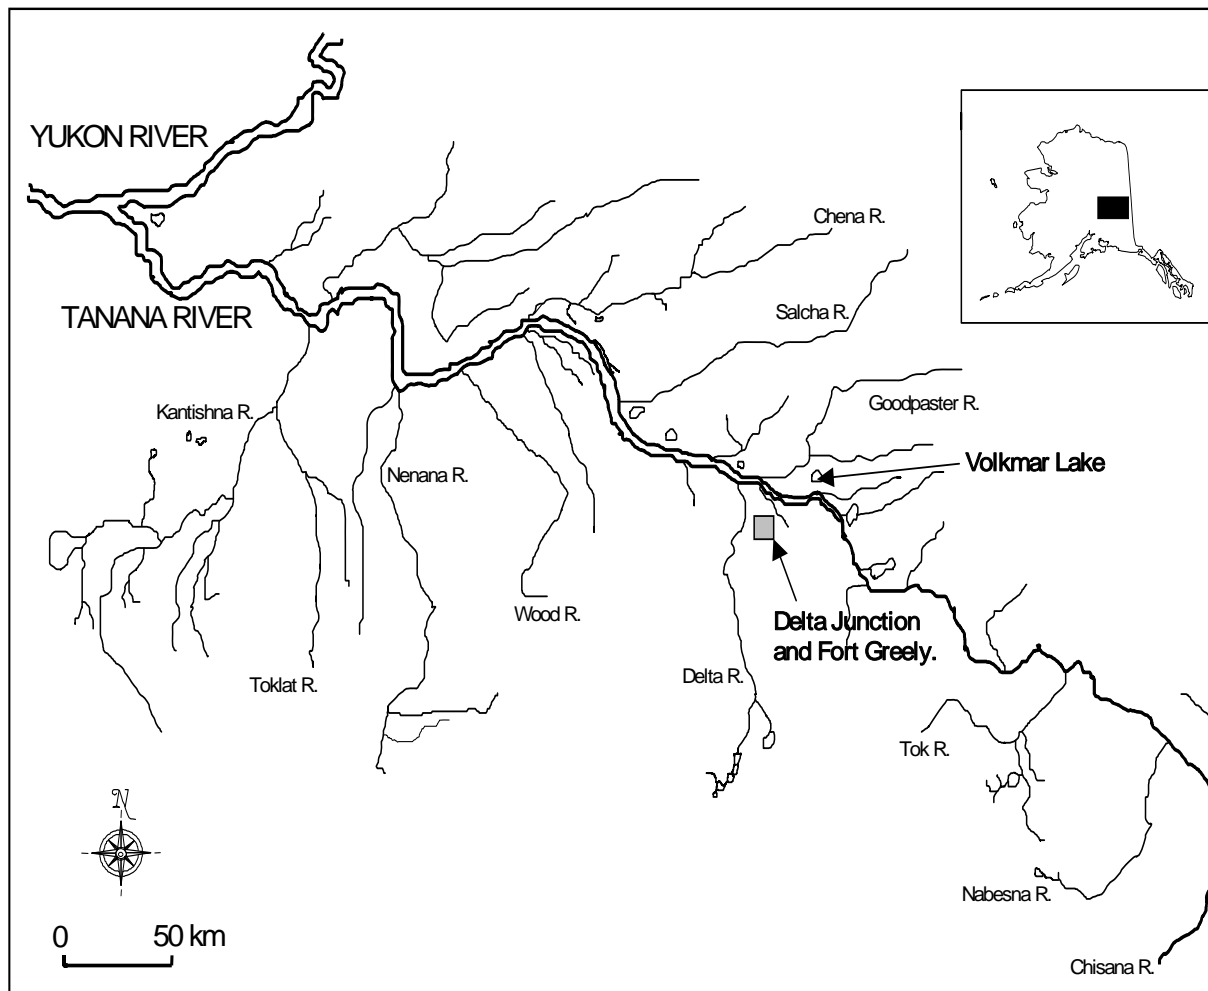 YUKON RIVER
Chena R.
TANANA RIVER
Salcha R.
Kantishna R.
Goodpaster R.
Volkmar Lake
Nenana R.
Wood R.
Delta Junction
and Fort Greely.
Toklat R.
Delta R.
Tok R.
N
Nabesna R.
0 50 km
Chisana R.